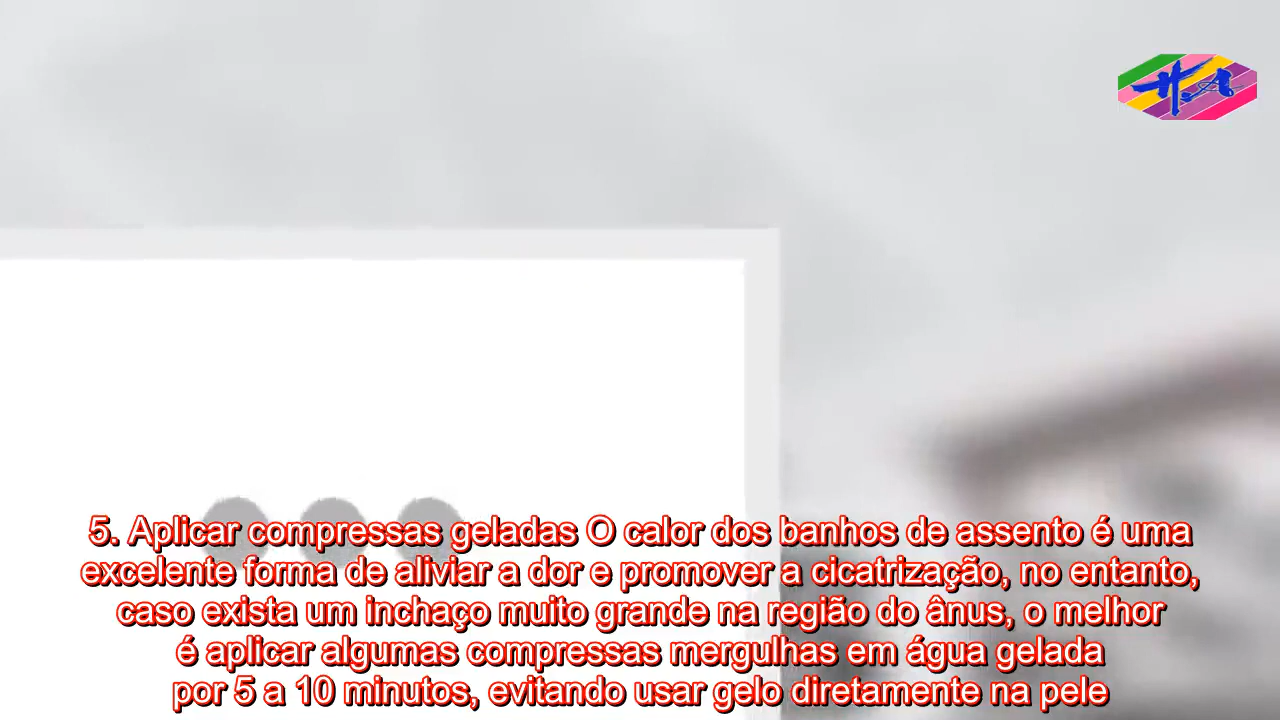 H.A
5. Aplicar compressas geladas O calor dos banhos de assento é uma
excelente forma de aliviar a dor e promover a cicatrização, no entanto,
caso exista um inchaço muito grande na região do ânus, o melhor
é aplicar algumas compressas mergulhas em água gelada
por 5 a 10 minutos, evitando usar gelo diretamente na pele